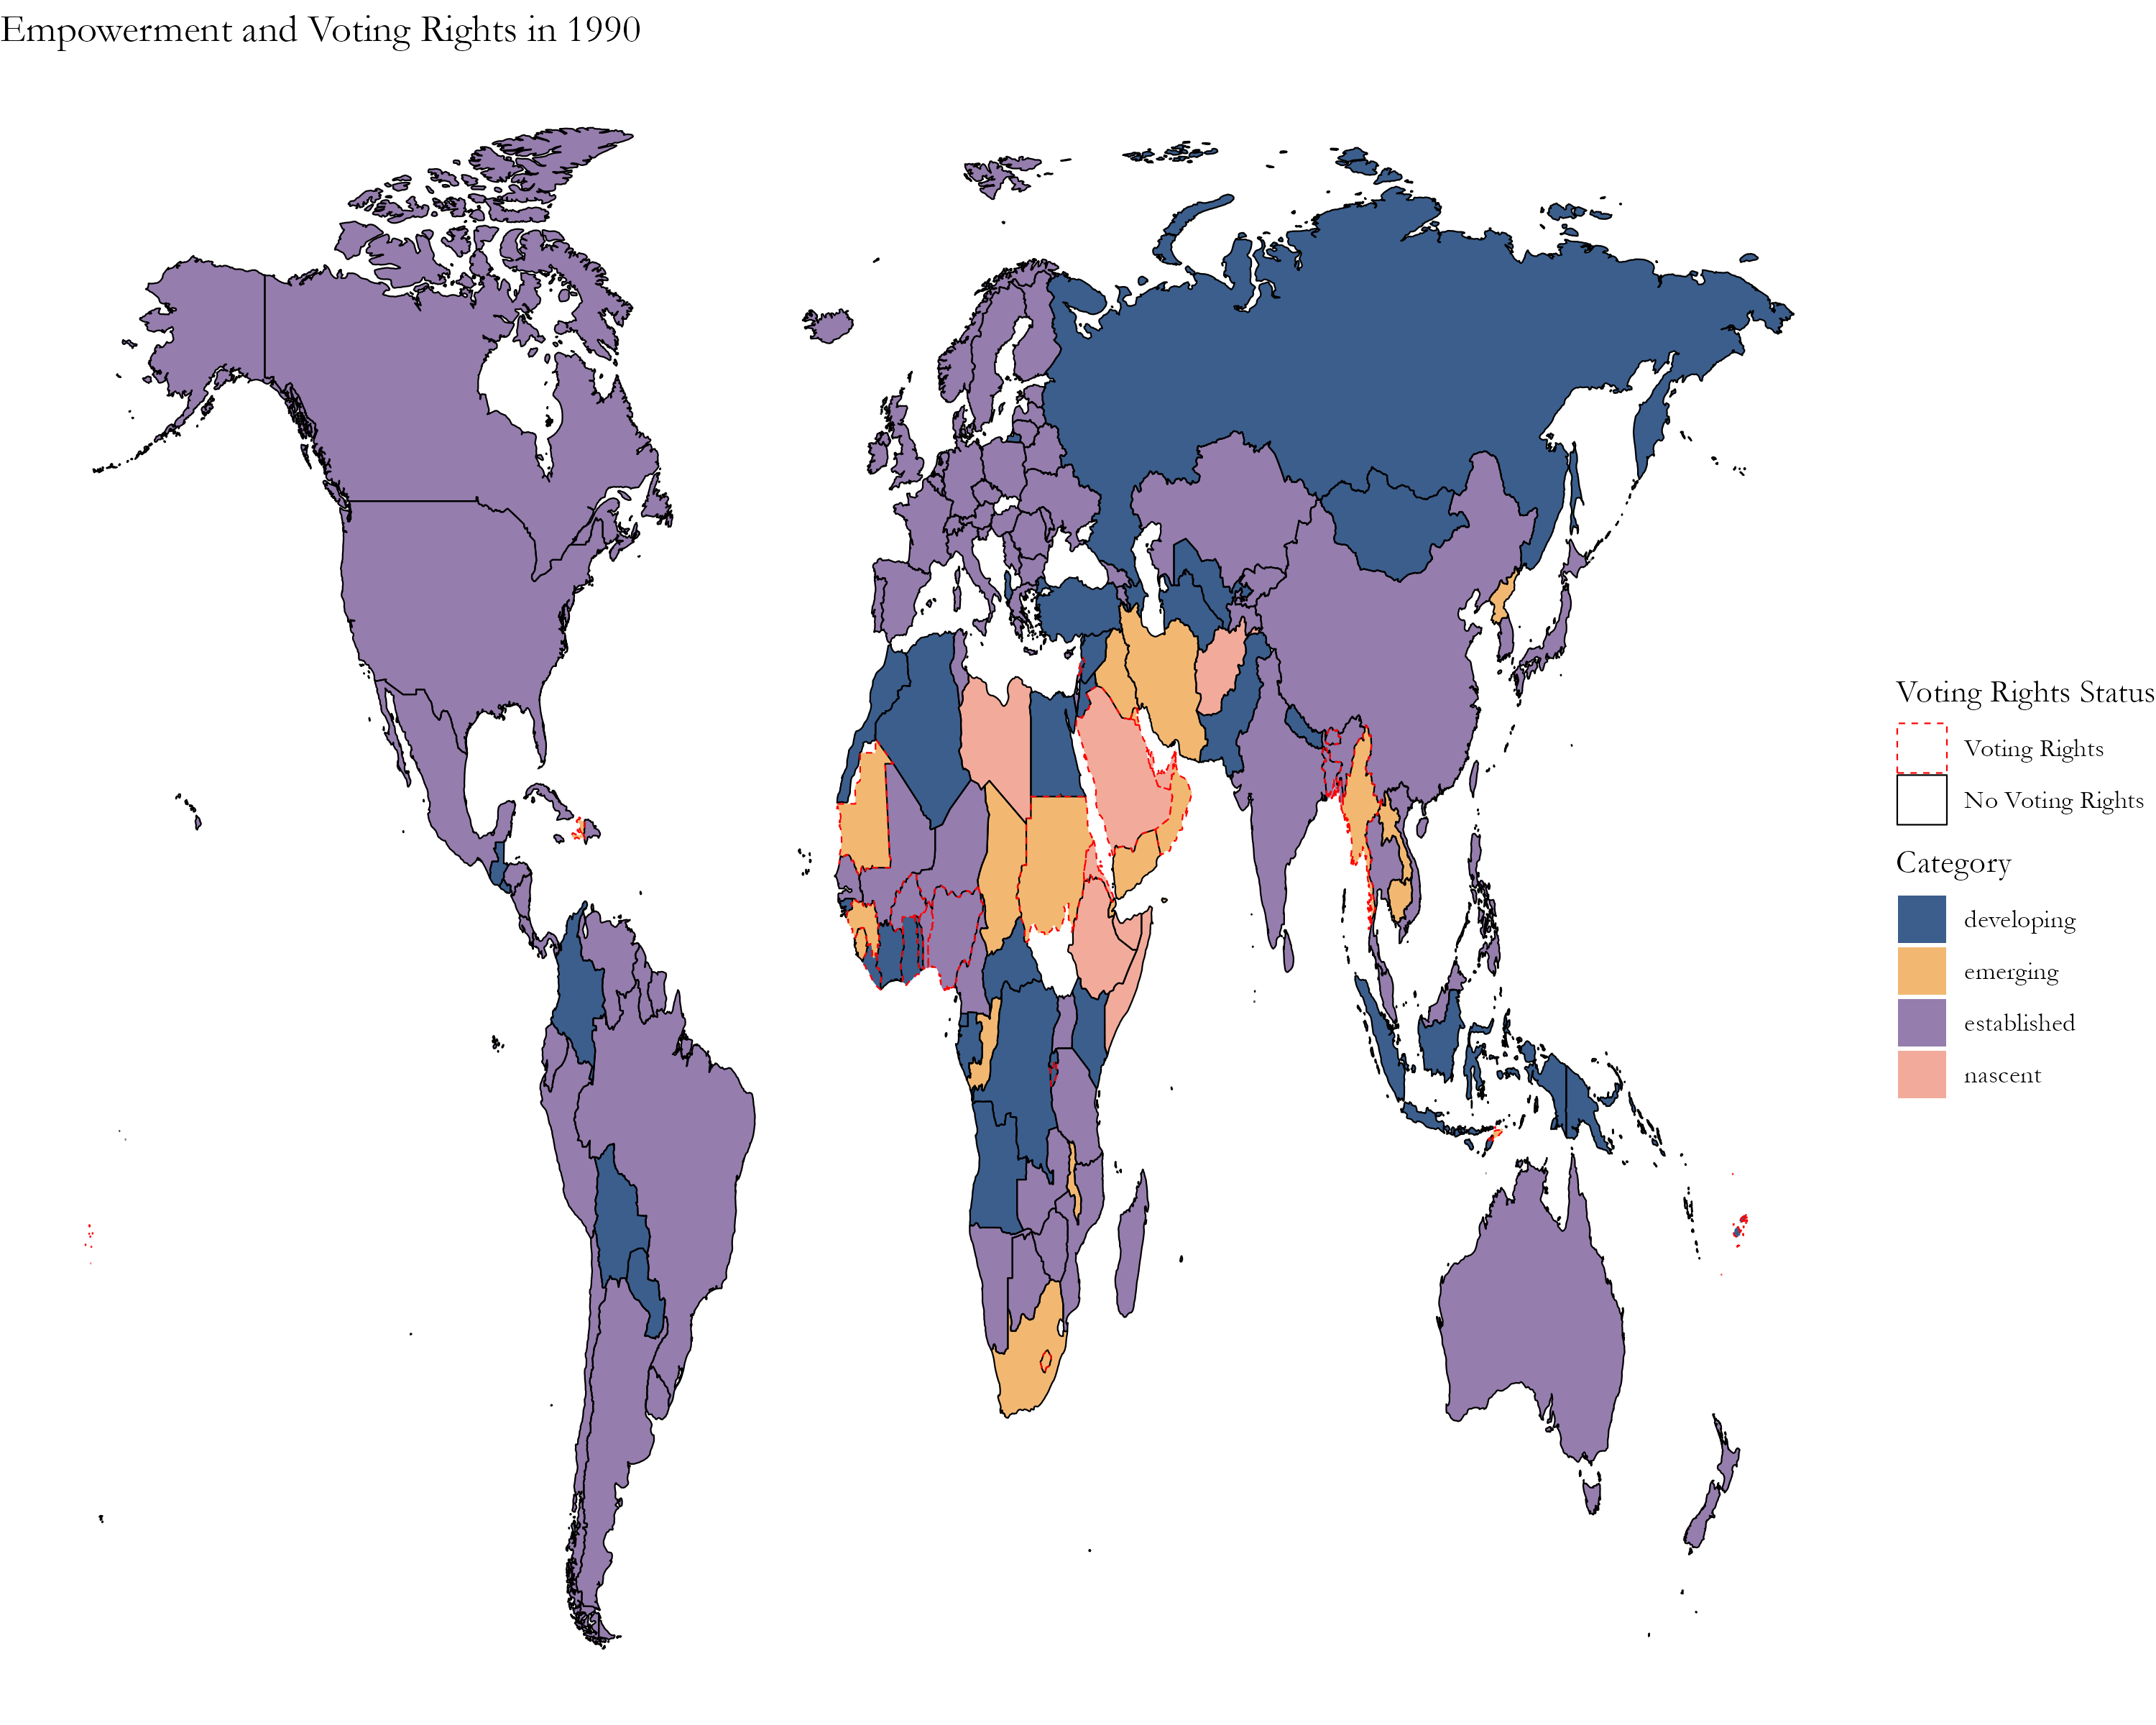 Empowerment and Voting Rights in 1990
Voting Rights Status
Voting Rights
No Voting Rights
Category
developing
emerging
established
nascent